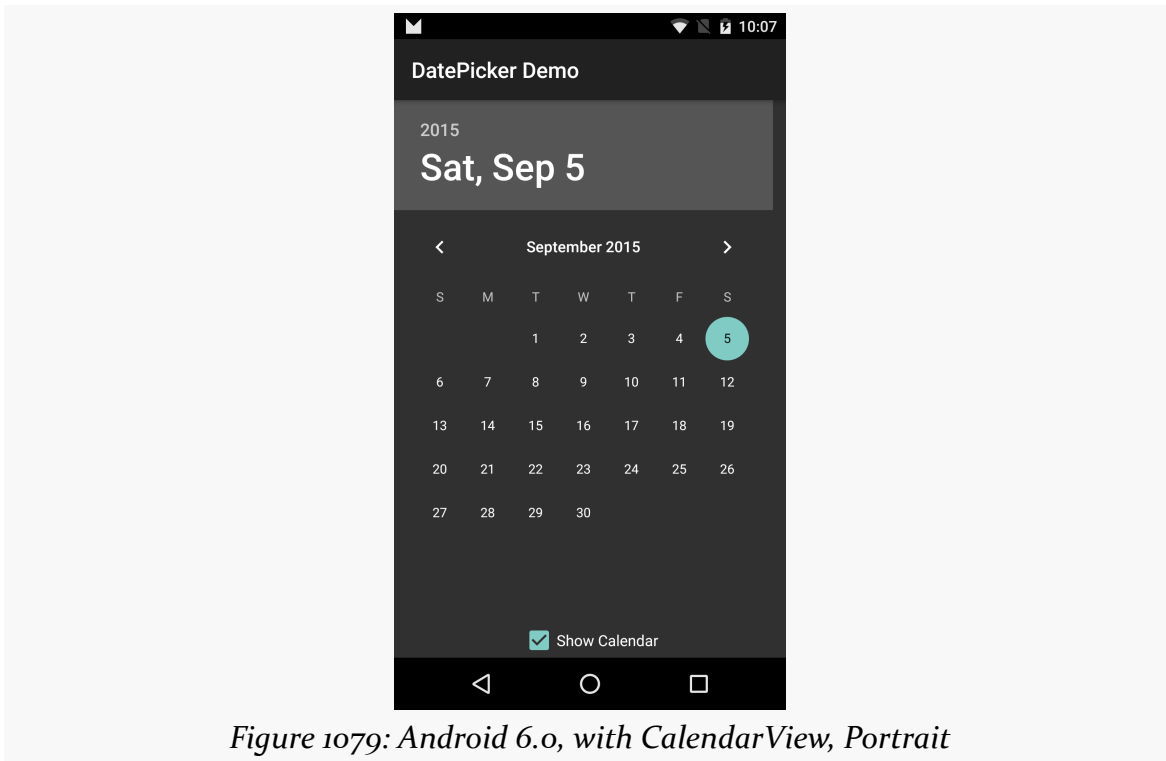 10:07
DatePicker Demo
2015
Sat, Sep 5
September 2015
S M T W T F S
1 2 3 4 5
6 7 8 9 10 11 12
13 14 15 16 17 18 19
20 21 22 23 24 25 26
27 28 29 30
Show Calendar
Figure 1079: Android 6.0, with CalendarView, Portrait